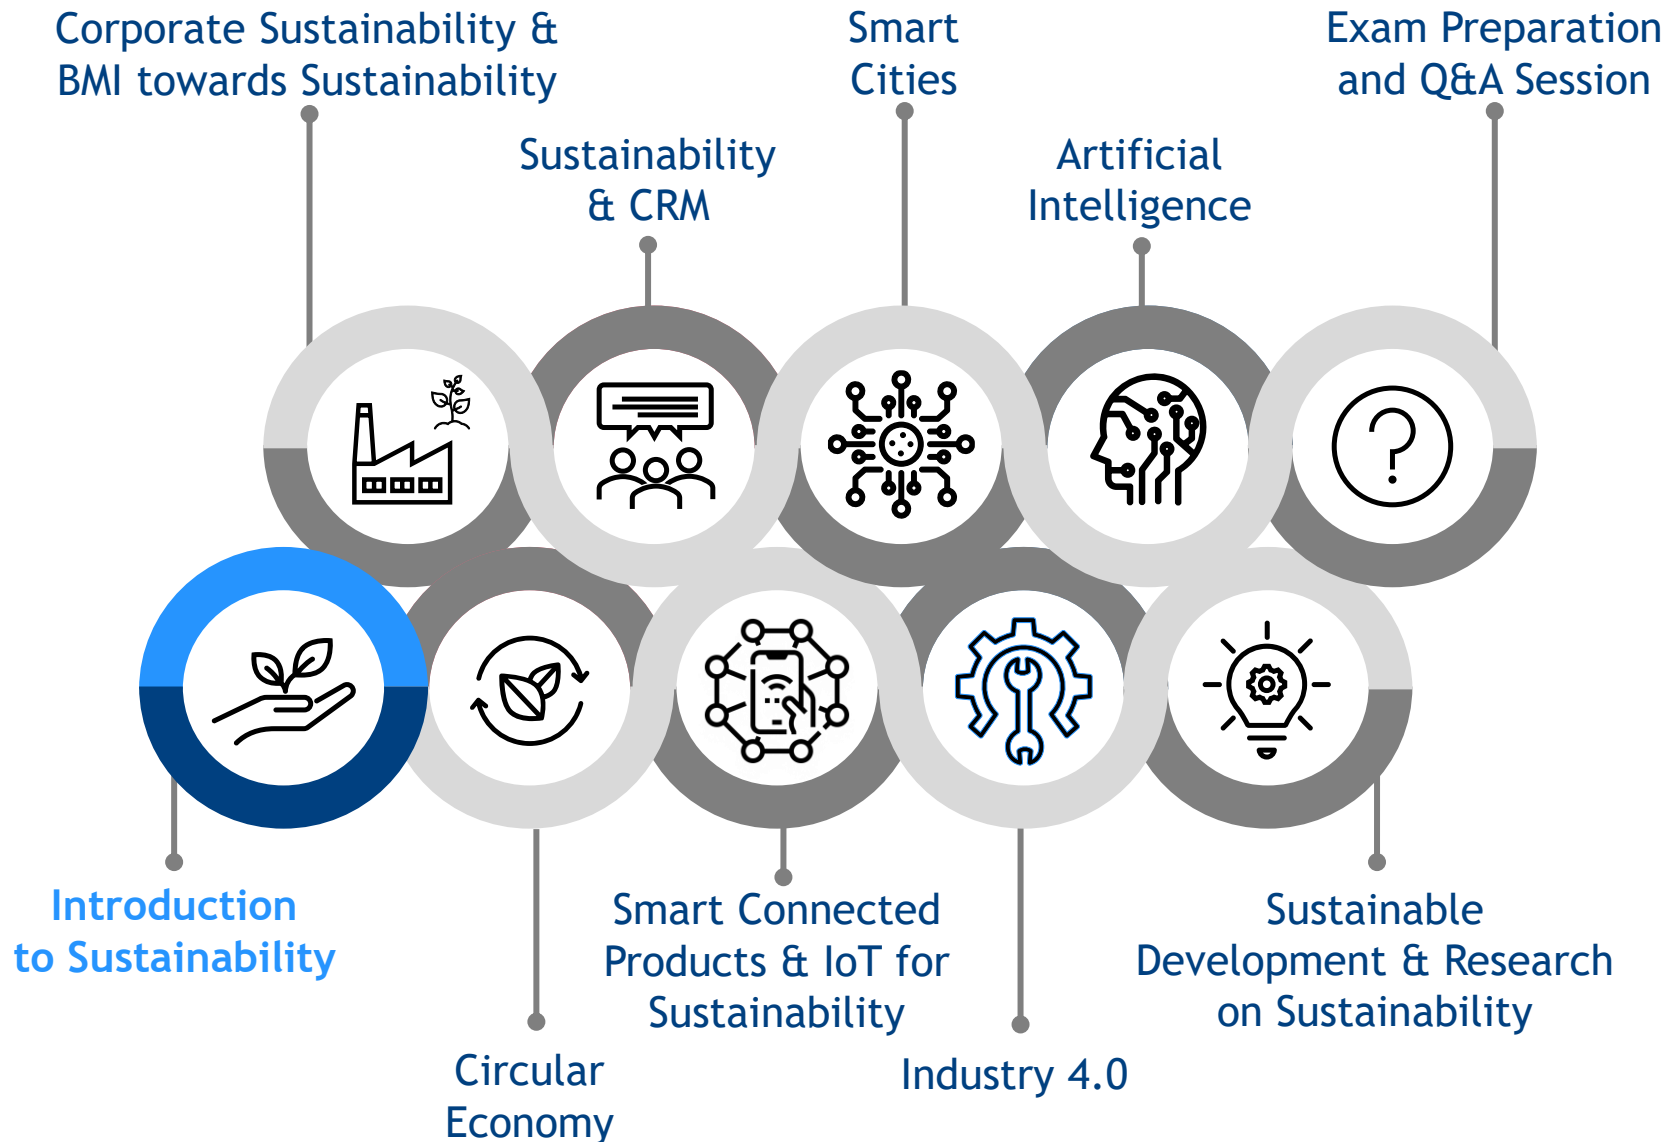 Corporate Sustainability &
BMI towards Sustainability
Smart
Cities
Exam Preparation
and Q&A Session
Sustainability
& CRM
Artificial
Intelligence
Introduction
to Sustainability
Smart Connected
Products & IoT for
Sustainability
Sustainable
Development & Research
on Sustainability
Circular
Economy
Industry 4.0